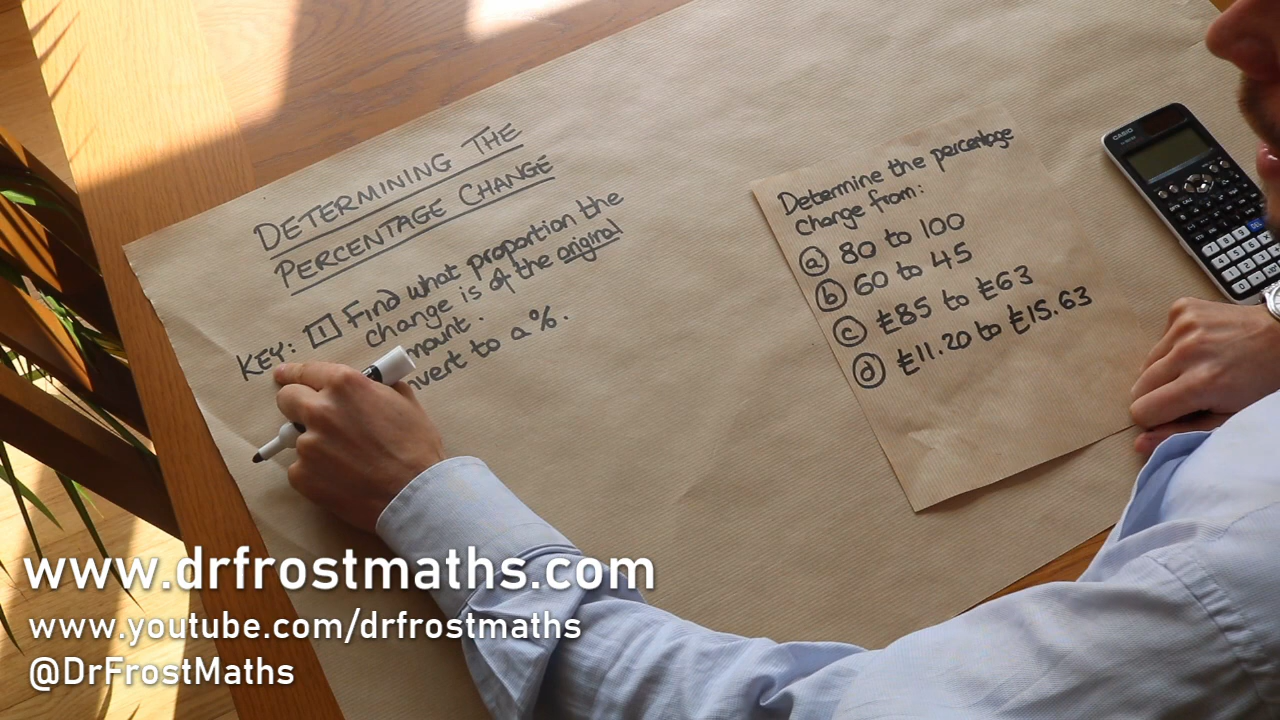 DETERMINING THE
PERCENTAGE CHANGE
KEY: 1 Find what proportion the
change is of the original
mount.
nvert to a %.
Determine the percentage
change from:
a 80 to 100
b 60 to 45
c £85 to £63
d £11.20 to £15.63
CASIO
www.drfrostmaths.com
www.youtube.com/drfrostmaths
@DrFrostMaths